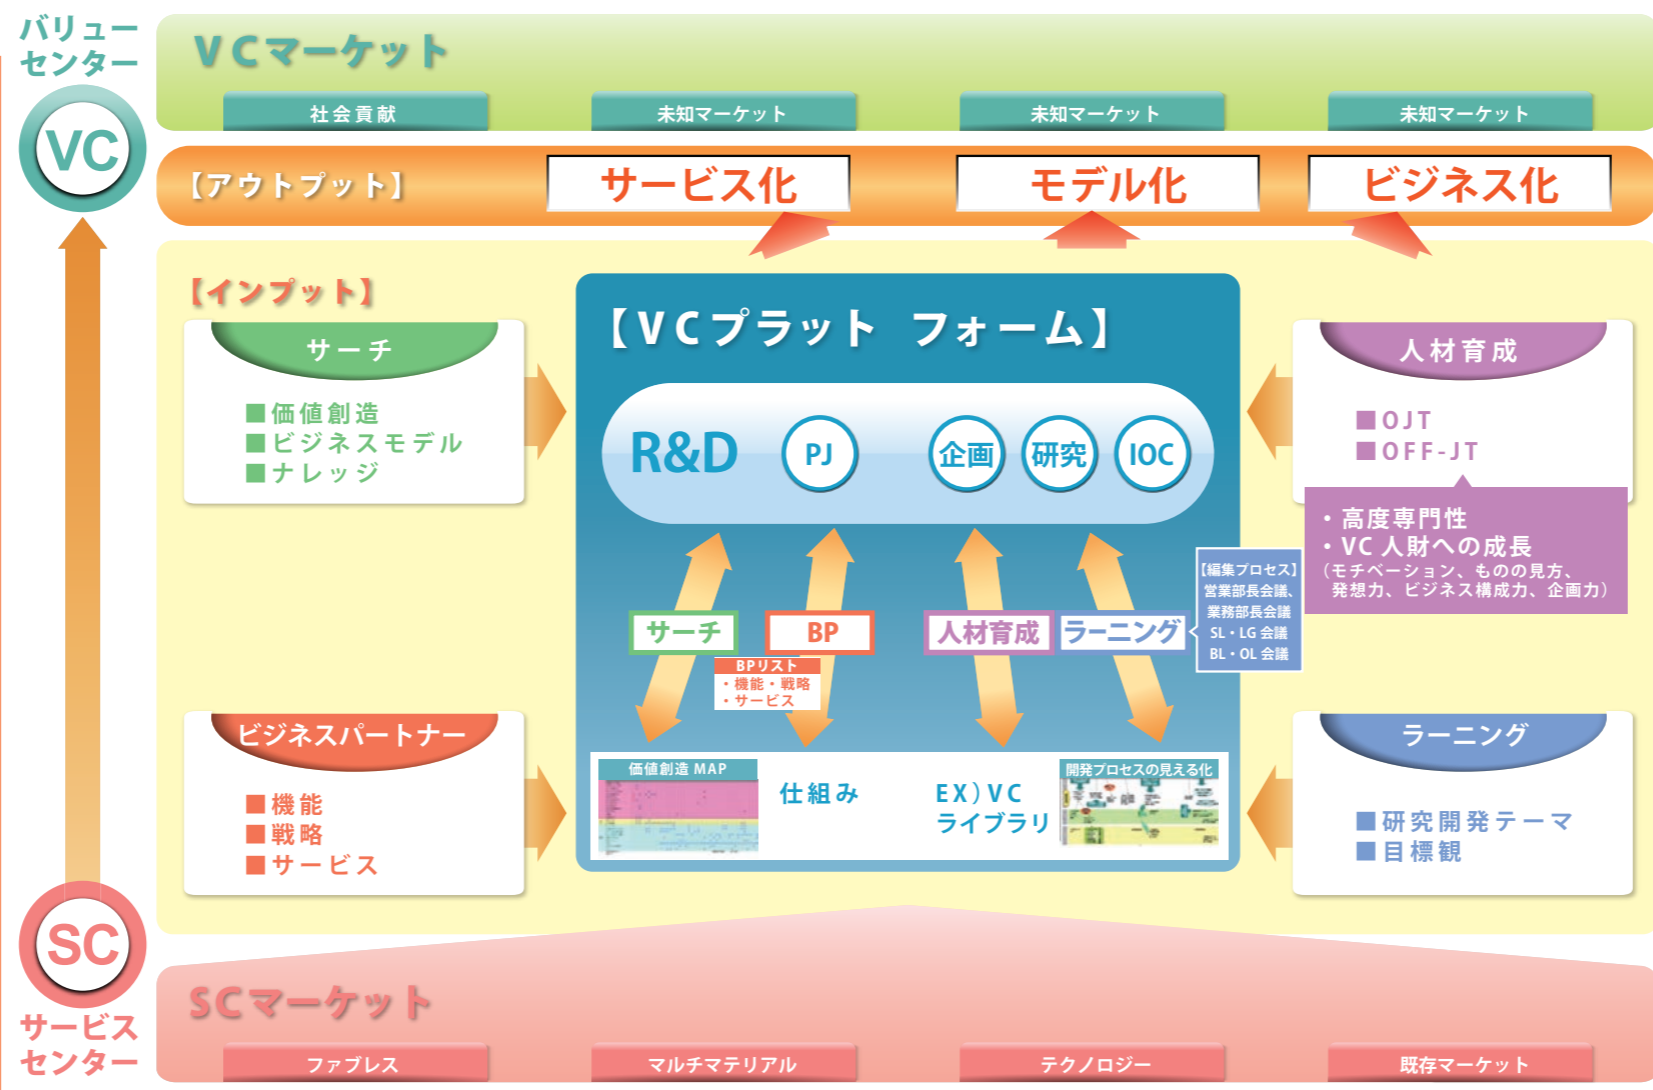 バリュー
センター
VC
VCマーケット
社会貢献
未知マーケット
未知マーケット
未知マーケット
【アウトプット】
サービス化
モデル化
ビジネス化
【インプット】
サーチ
■価値創造
■ビジネスモデル
■ナレッジ
【VCプラット フォーム】
R&D
PJ
企画
研究
IOC
人材育成
■OJT
■OFF-JT
・高度専門性
・VC 人財への成長
（モチベーション、ものの見方、
発想力、ビジネス構成力、企画力）
サーチ
BP
人材育成
ラーニング
【編集プロセス】
営業部長会議、
業務部長会議
SL・LG 会議
BL・OL 会議
BPリスト
・機能・戦略
・サービス
ビジネスパートナー
■機能
■戦略
■サービス
価値創造 MAP
仕組み
EX）VC
ライブラリ
開発プロセスの見える化
ラーニング
■研究開発テーマ
■目標観
SC
サービス
センター
SCマーケット
ファブレス
マルチマテリアル
テクノロジー
既存マーケット